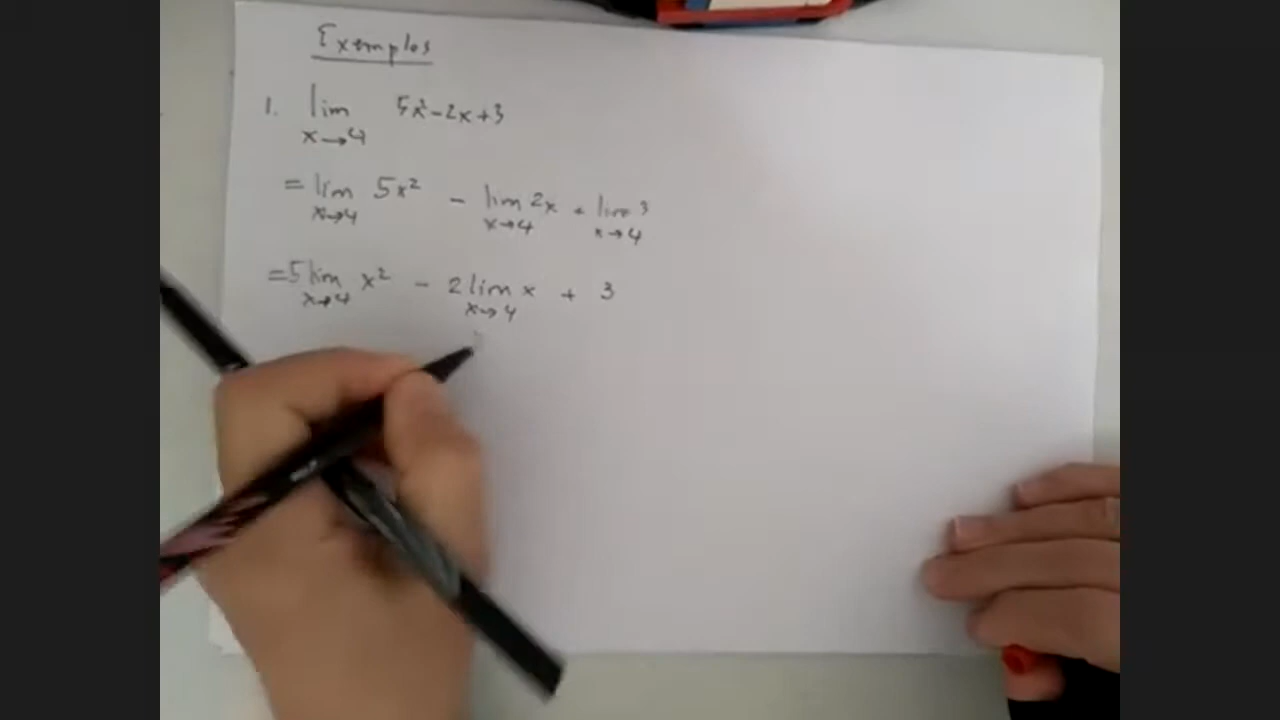 Examples
1. lim 5x²-2x+3
x→4
= lim 5x² - lim 2x + lim 3
x→4 x→4 x→4
= 5 lim x² - 2 lim x + 3
x→4 x→4